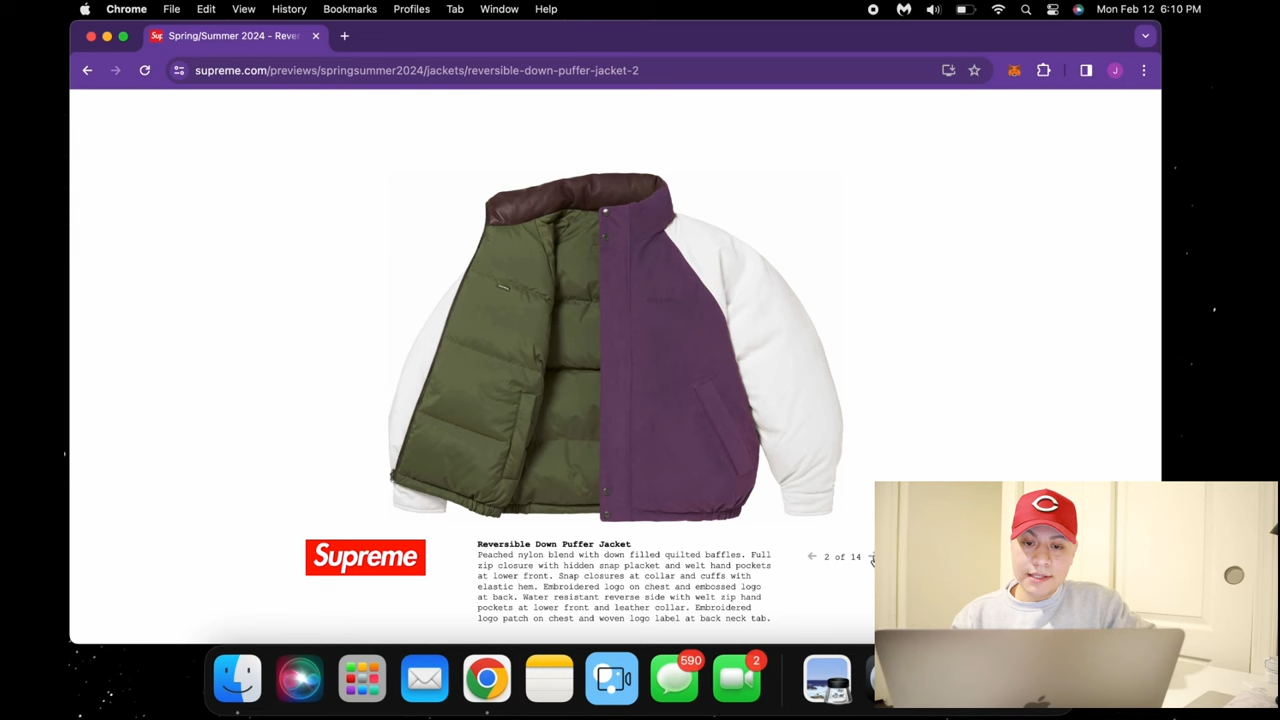 Chrome File Edit View History Bookmarks Profiles Tab Window Help Mon Feb 12 6:10 PM
Sup Spring/Summer 2024 - Rever
supreme.com/previews/springsummer2024/jackets/reversible-down-puffer-jacket-2 J
Supreme
Reversible Down Puffer Jacket
Peached nylon blend with down filled quilted baffles. Full
zip closure with hidden snap placket and welt hand pockets
at lower front. Snap closures at collar and cuffs with
elastic hem. Embroidered logo on chest and embossed logo
at back. Water resistant reverse side with welt zip hand
pockets at lower front and leather collar. Embroidered
logo patch on chest and woven logo label at back neck tab.
2 of 14
590 2